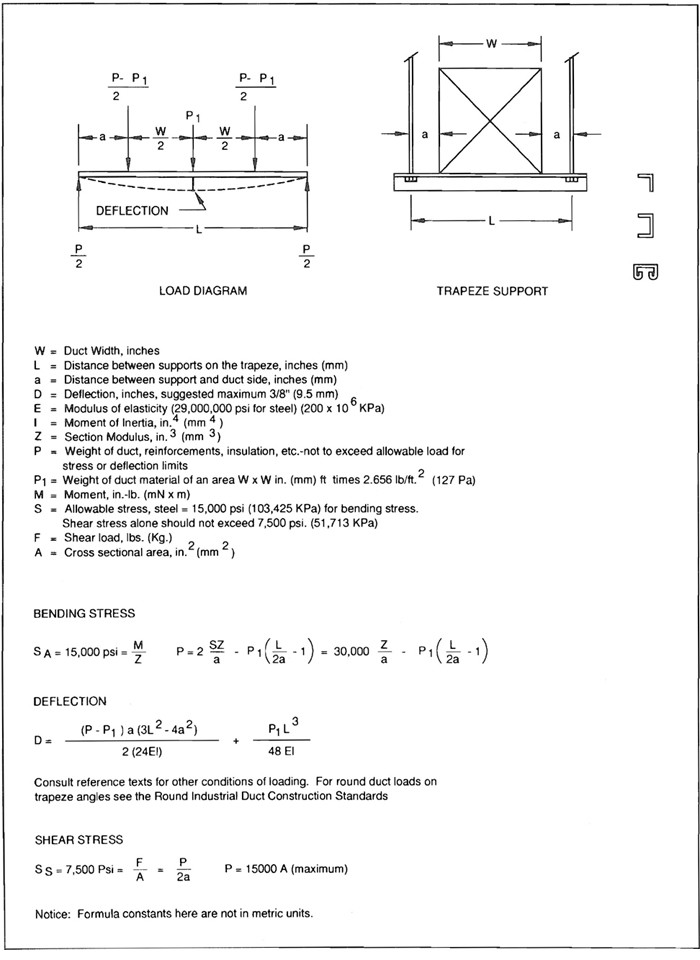 P- P1 / 2
P- P1 / 2
P1
a
W / 2
W / 2
a
DEFLECTION
L
P / 2
P / 2
LOAD DIAGRAM
W
a
a
L
TRAPEZE SUPPORT
W = Duct Width, inches
L = Distance between supports on the trapeze, inches (mm)
a = Distance between support and duct side, inches (mm)
D = Deflection, inches, suggested maximum 3/8" (9.5 mm)
E = Modulus of elasticity (29,000,000 psi for steel) (200 x 10^6 KPa)
I = Moment of Inertia, in.^4 (mm^4)
Z = Section Modulus, in.^3 (mm^3)
P = Weight of duct, reinforcements, insulation, etc.-not to exceed allowable load for
stress or deflection limits
P1 = Weight of duct material of an area W x W in. (mm) ft times 2.656 lb/ft.^2 (127 Pa)
M = Moment, in.-lb. (mN x m)
S = Allowable stress, steel = 15,000 psi (103,425 KPa) for bending stress.
Shear stress alone should not exceed 7,500 psi. (51,713 KPa)
F = Shear load, lbs. (Kg.)
A = Cross sectional area, in.^2 (mm^2)
BENDING STRESS
SA = 15,000 psi = M/Z P = 2 SZ/a - P1(L/2a - 1) = 30,000 Z/a - P1(L/2a - 1)
DEFLECTION
D = (P - P1) a (3L^2 - 4a^2) / 2 (24EI) + P1L^3 / 48 EI
Consult reference texts for other conditions of loading. For round duct loads on
trapeze angles see the Round Industrial Duct Construction Standards
SHEAR STRESS
SS = 7,500 Psi = F/A = P/2a P = 15000 A (maximum)
Notice: Formula constants here are not in metric units.